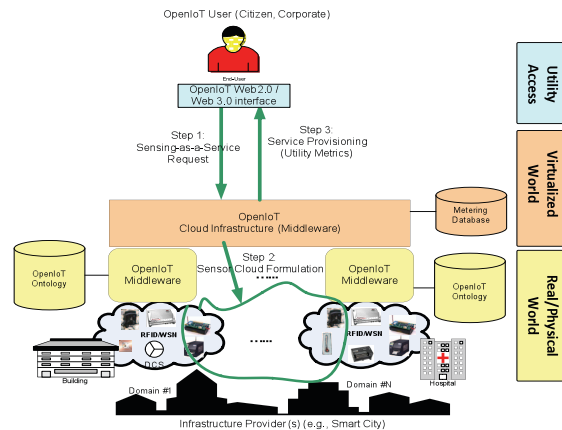 OpenIoT User (Citizen, Corporate)
End-User
OpenIoT Web2.0 /
Web 3.0 interface
Utility
Access
Step 1:
Sensing-as-a-Service
Request
Step 3:
Service Provisioning
(Utility Metrics)
Virtualized
World
OpenIoT
Cloud Infrastructure (Middleware)
Metering
Database
OpenIoT
Ontology
OpenIoT
Middleware
Step 2:
Sensor Cloud Formulation
......
OpenIoT
Middleware
OpenIoT
Ontology
Real/Physical
World
RFID/WSN
DCS
......
RFID/WSN
Building
Domain #1
Domain #N
Hospital
Infrastructure Provider(s) (e.g., Smart City)